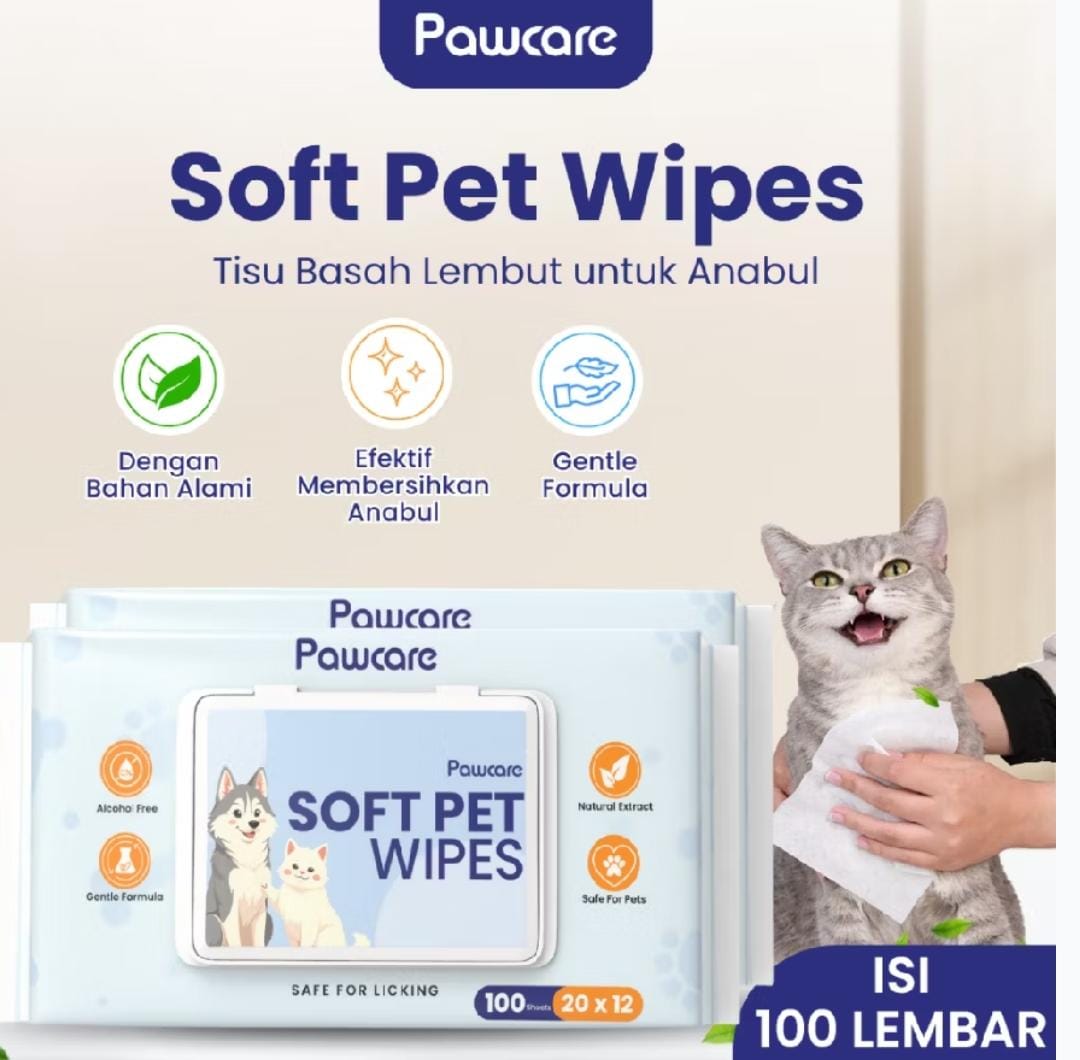 Pawcare
Soft Pet Wipes
Tisu Basah Lembut untuk Anabul
Dengan
Bahan Alami
Efektif
Membersihkan
Anabul
Gentle
Formula
Pawcare
Pawcare
Alcohol Free
Gentle Formula
Pawcare
SOFT PET
WIPES
Natural Extract
Safe For Pets
SAFE FOR LICKING
100 Sheets 20 x 12
ISI
100 LEMBAR